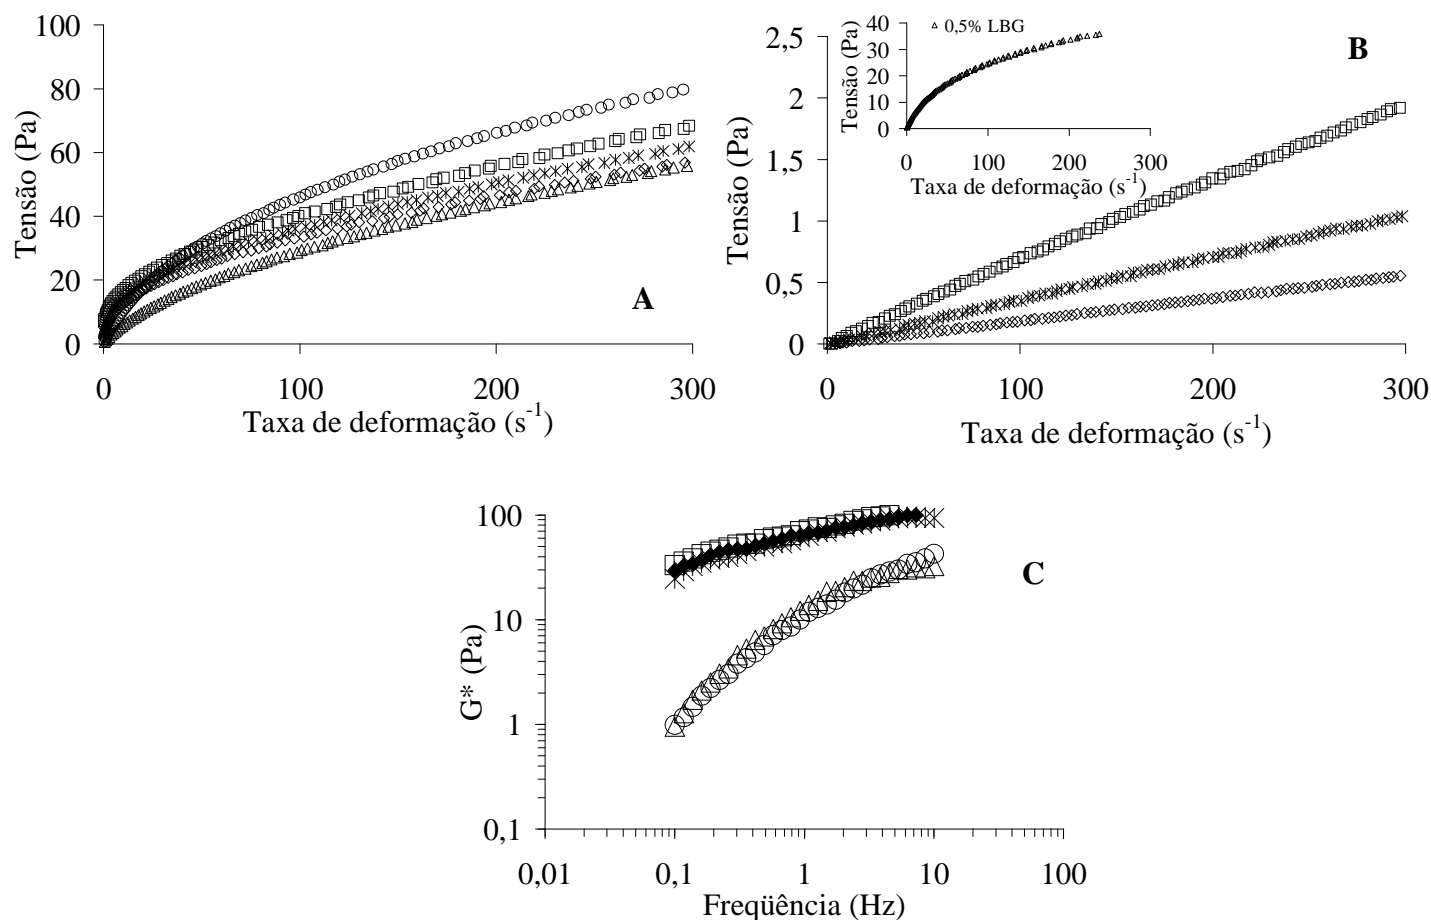 100
80
60
40
20
0
Tensão (Pa)
0 100 200 300
Taxa de deformação (s⁻¹)
A
2,5
2
1,5
1
0,5
0
Tensão (Pa)
0 100 200 300
Taxa de deformação (s⁻¹)
B
40
30
20
10
0
Tensão (Pa)
0,5% LBG
0 100 200 300
Taxa de deformação (s⁻¹)
100
10
1
0,1
G* (Pa)
0,01 0,1 1 10 100
Freqüência (Hz)
C